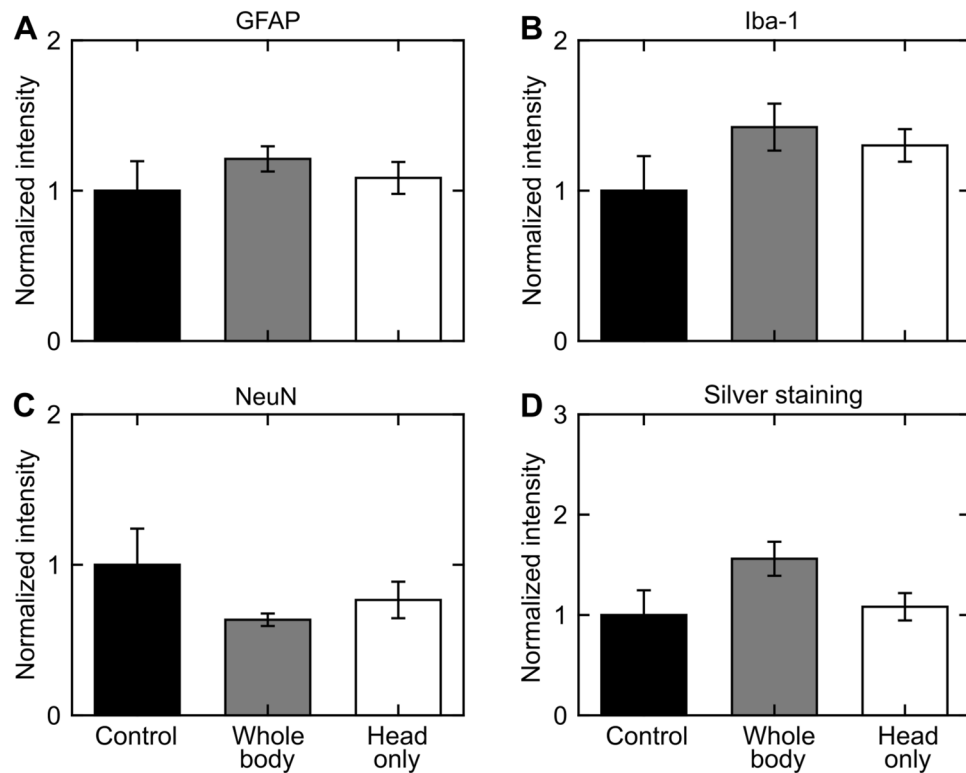 A
GFAP
Normalized intensity
2
1
0
B
Iba-1
Normalized intensity
2
1
0
C
NeuN
Normalized intensity
2
1
0
Control
Whole
body
Head
only
D
Silver staining
Normalized intensity
3
2
1
0
Control
Whole
body
Head
only